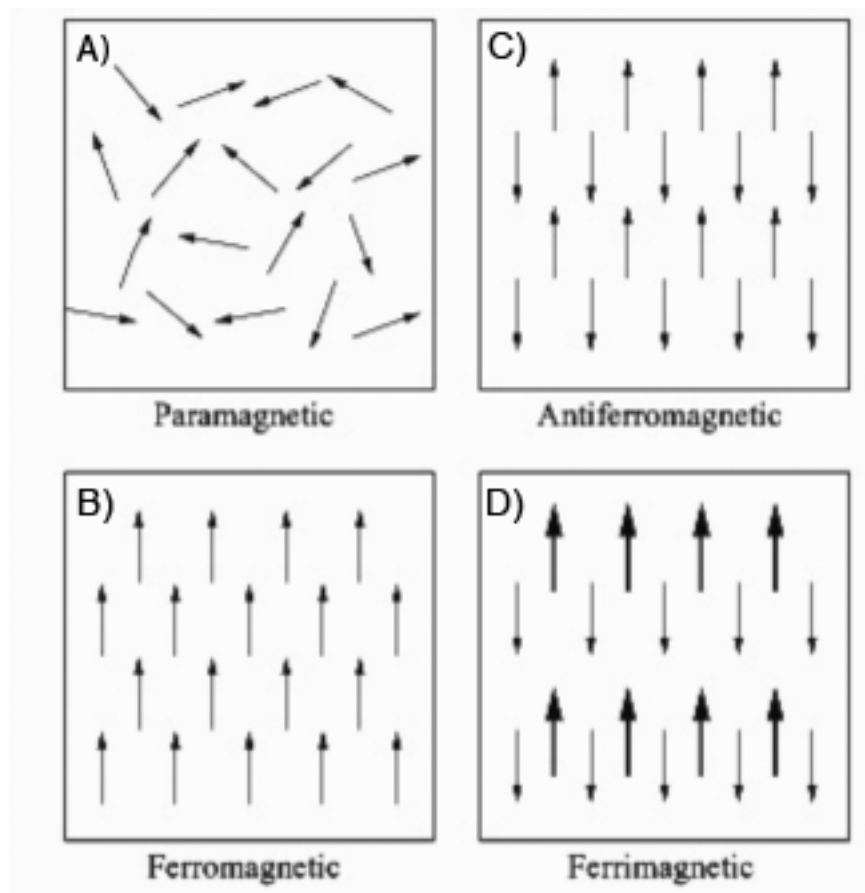 A)
Paramagnetic
C)
Antiferromagnetic
B)
Ferromagnetic
D)
Ferrimagnetic